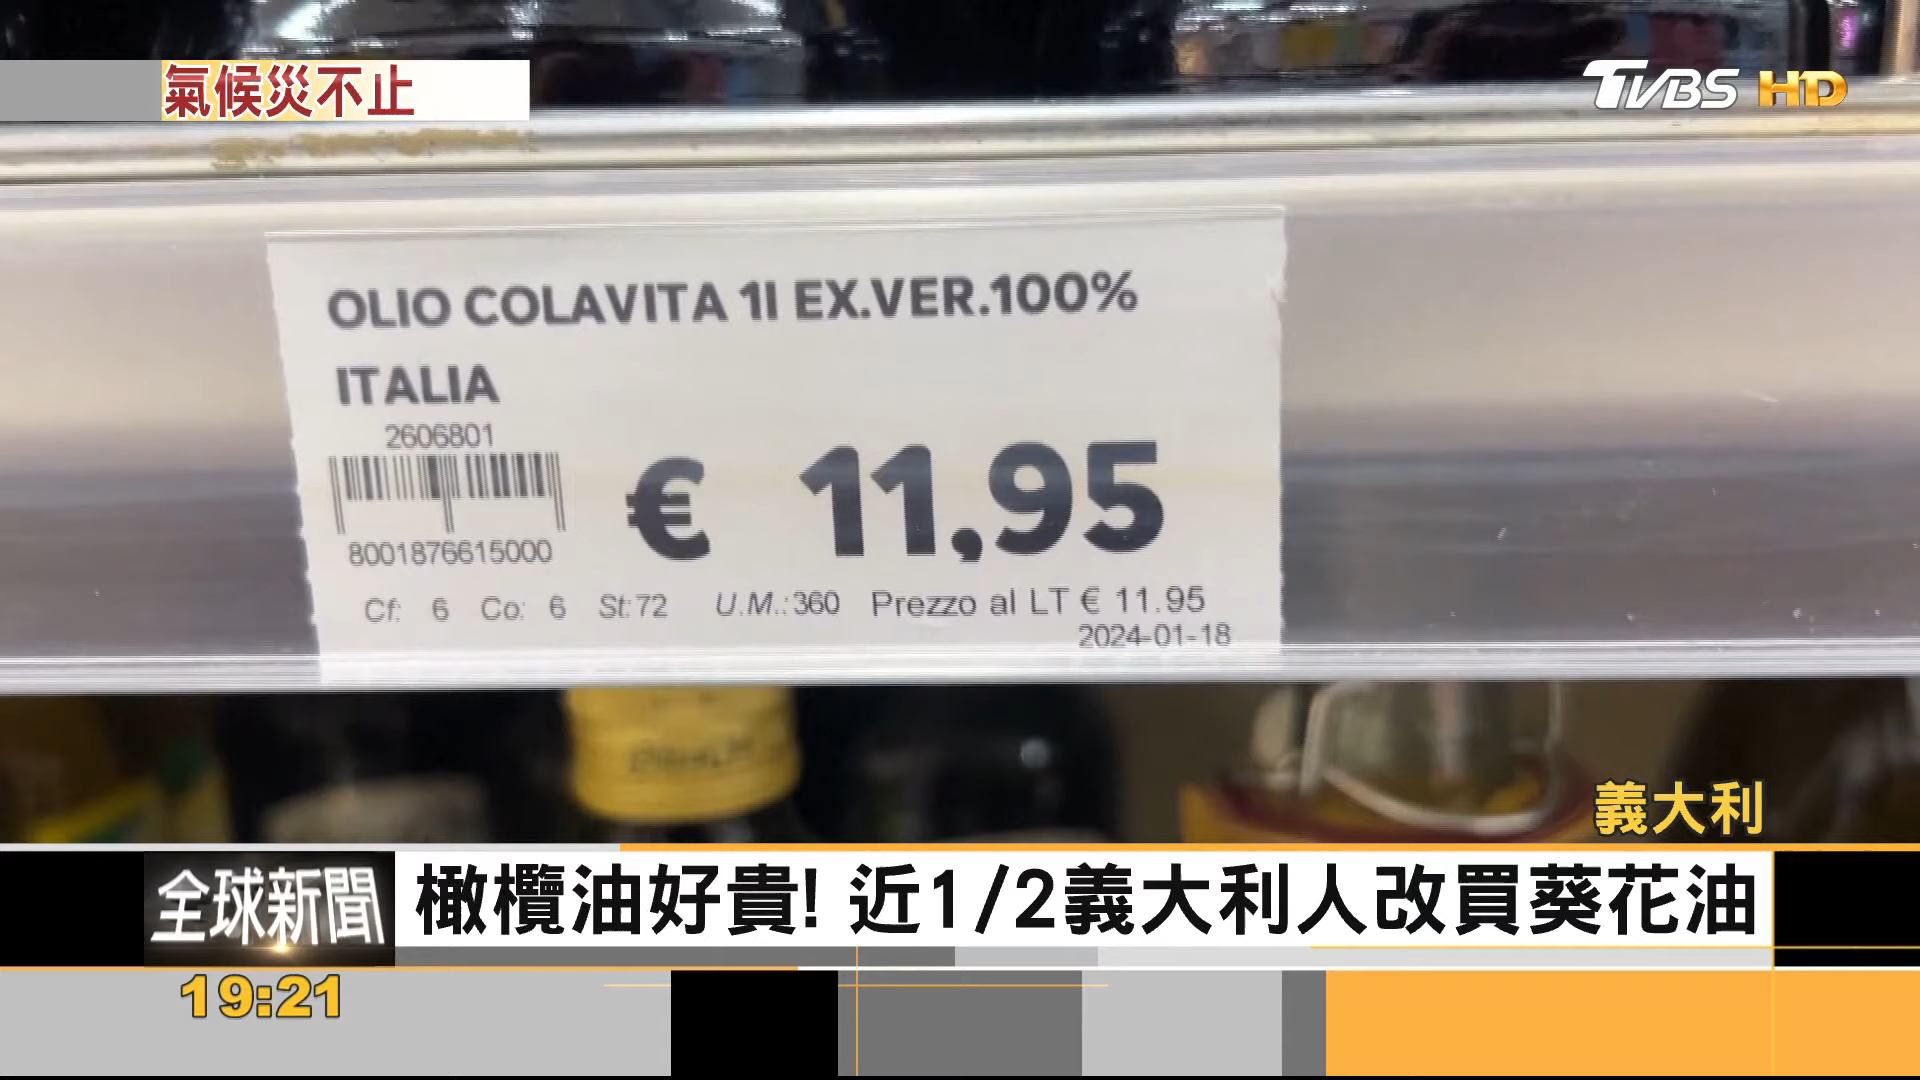 氣候災不止
TVBS HD
OLIO COLAVITA 1l EX.VER.100%
ITALIA
2606801
8001876615000
€ 11,95
Cf: 6 Co: 6 St:72 U.M.:360 Prezzo al LT € 11.95
2024-01-18
義大利
全球新聞
橄欖油好貴! 近1/2義大利人改買葵花油
19:21